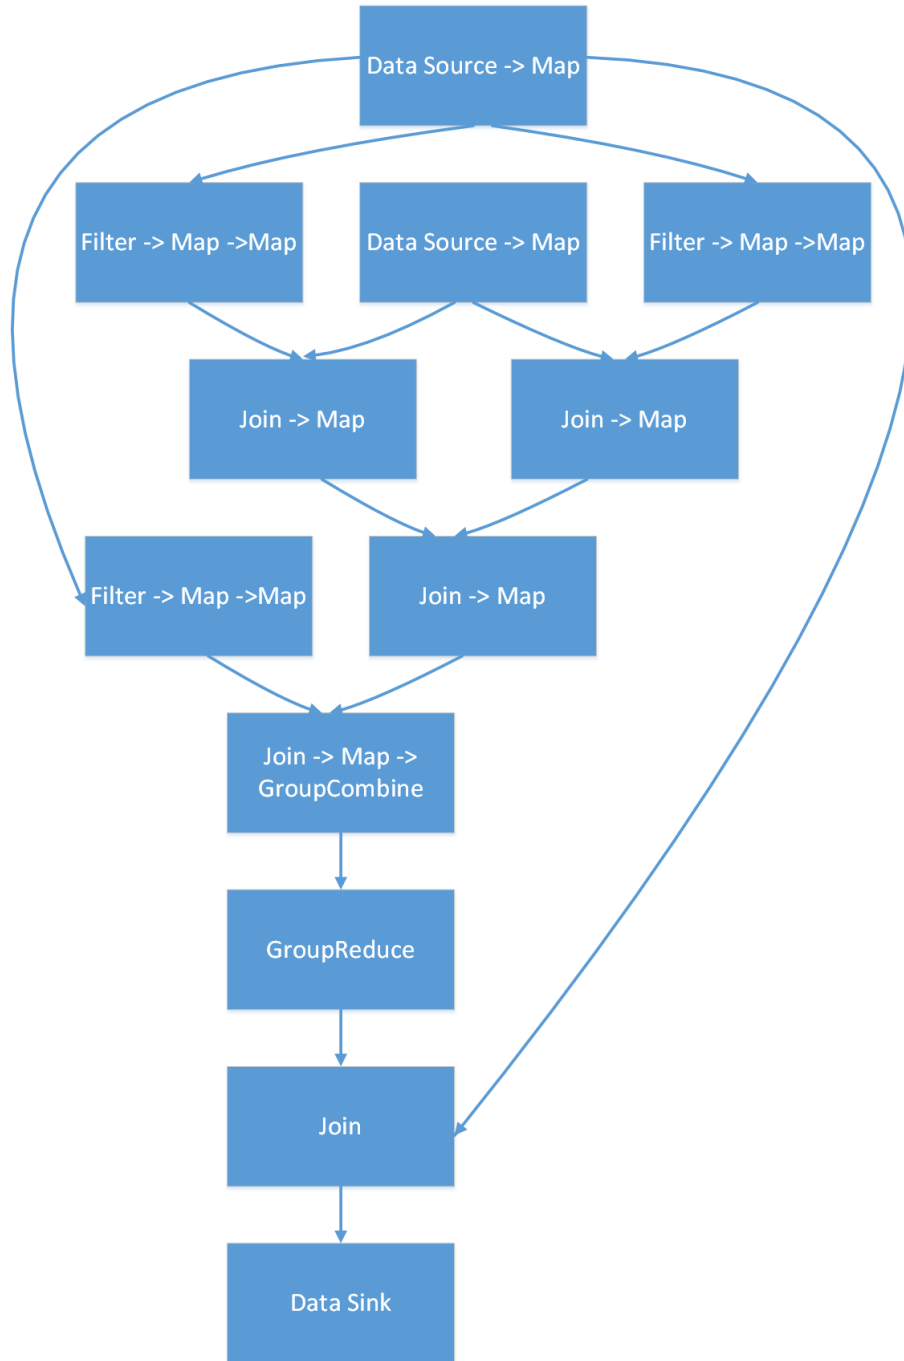 Data Source -> Map
Filter -> Map ->Map
Data Source -> Map
Filter -> Map ->Map
Join -> Map
Join -> Map
Filter -> Map ->Map
Join -> Map
Join -> Map ->
GroupCombine
GroupReduce
Join
Data Sink